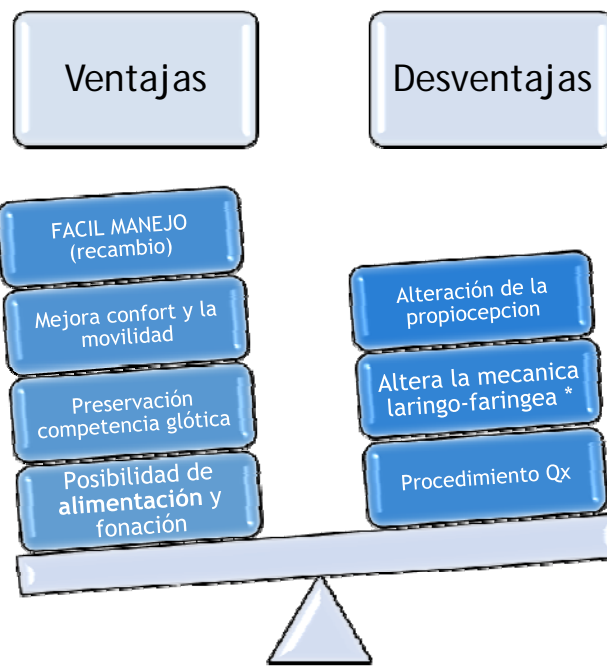 Ventajas
Desventajas
FACIL MANEJO
(recambio)
Mejora confort y la
movilidad
Preservación
competencia glótica
Posibilidad de
alimentación y
fonación
Alteración de la
propiocepcion
Altera la mecanica
laringo-faringea *
Procedimiento Qx